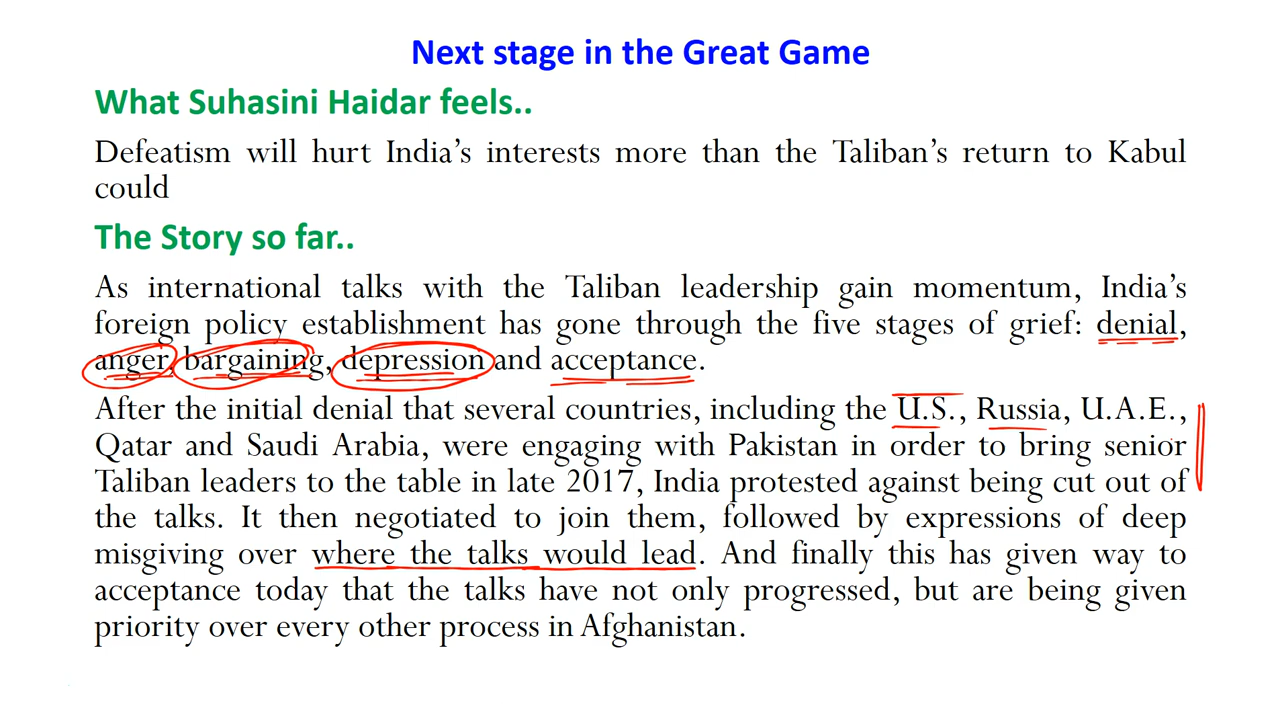 Next stage in the Great Game
What Suhasini Haidar feels..
Defeatism will hurt India's interests more than the Taliban's return to Kabul
could
The Story so far..
As international talks with the Taliban leadership gain momentum, India's
foreign policy establishment has gone through the five stages of grief: denial,
anger, bargaining, depression and acceptance.
After the initial denial that several countries, including the U.S., Russia, U.A.E.,
Qatar and Saudi Arabia, were engaging with Pakistan in order to bring senior
Taliban leaders to the table in late 2017, India protested against being cut out of
the talks. It then negotiated to join them, followed by expressions of deep
misgiving over where the talks would lead. And finally this has given way to
acceptance today that the talks have not only progressed, but are being given
priority over every other process in Afghanistan.